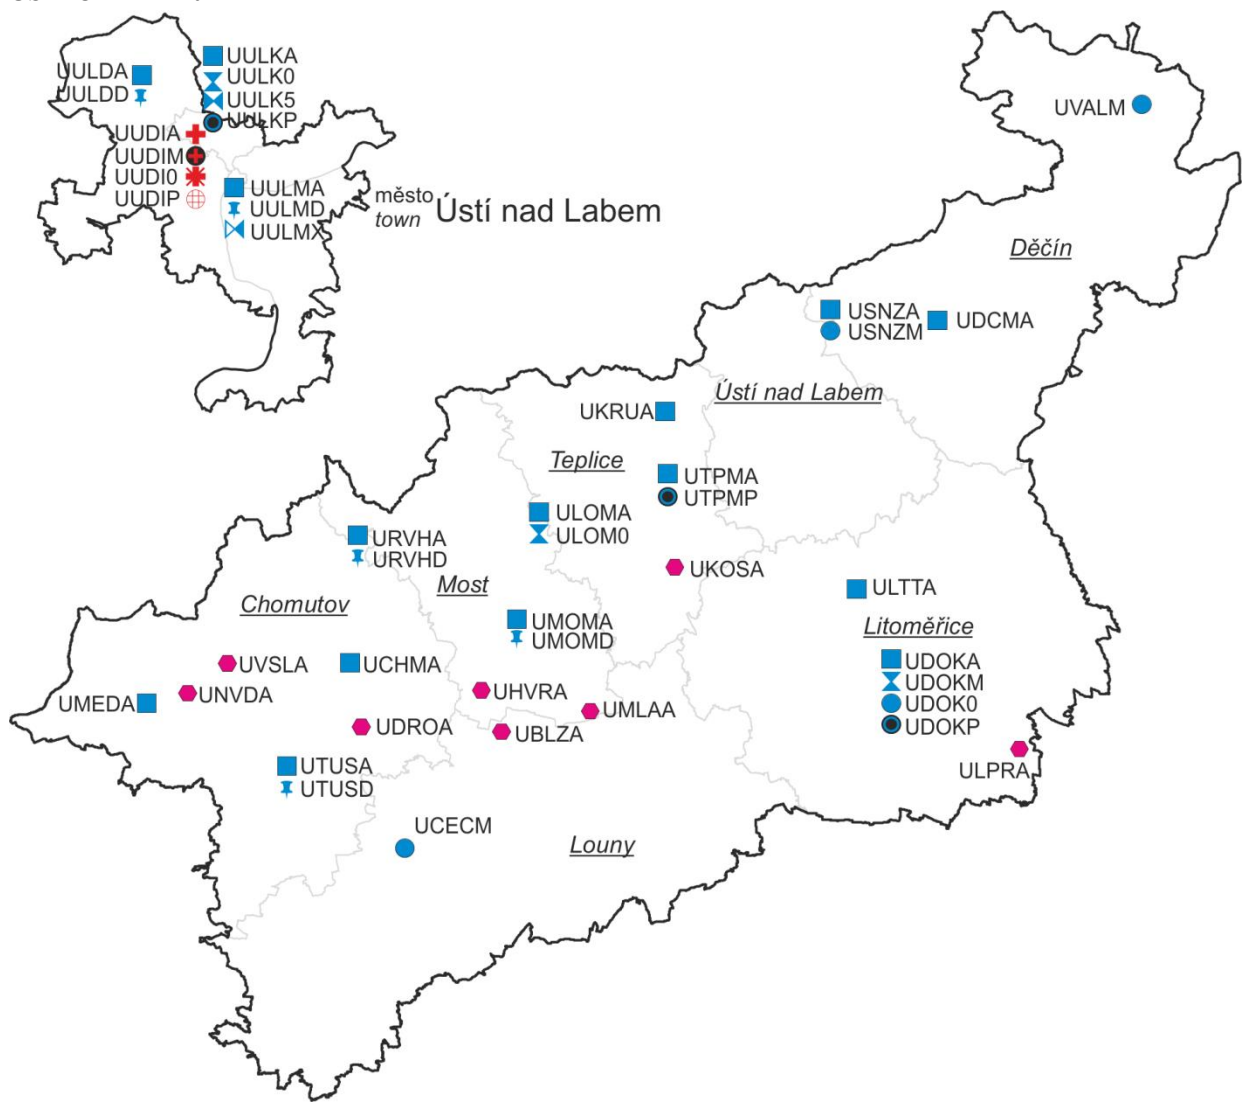 UULDA
UULDD
UULKA
UULK0
UULK5
UULKP
UUDIA
UUDIM
UUDI0
UUDIP
UULMA
UULMD
UULMX
město
town
Ústí nad Labem
UVALM
Děčín
USNZA
USNZM
UDCMA
Ústí nad Labem
UKRUA
Teplice
UTPMA
UTPMP
ULOMA
ULOM0
URVHA
URVHD
UKOSA
Most
ULTTA
Chomutov
UMOMA
UMOMD
Litoměřice
UDOKA
UDOKM
UDOK0
UDOKP
UVSLA
UCHMA
UNVDA
UMEDA
UHVRA
UMLAA
UDROA
UBLZA
ULPRA
UTUSA
UTUSD
UCECM
Louny